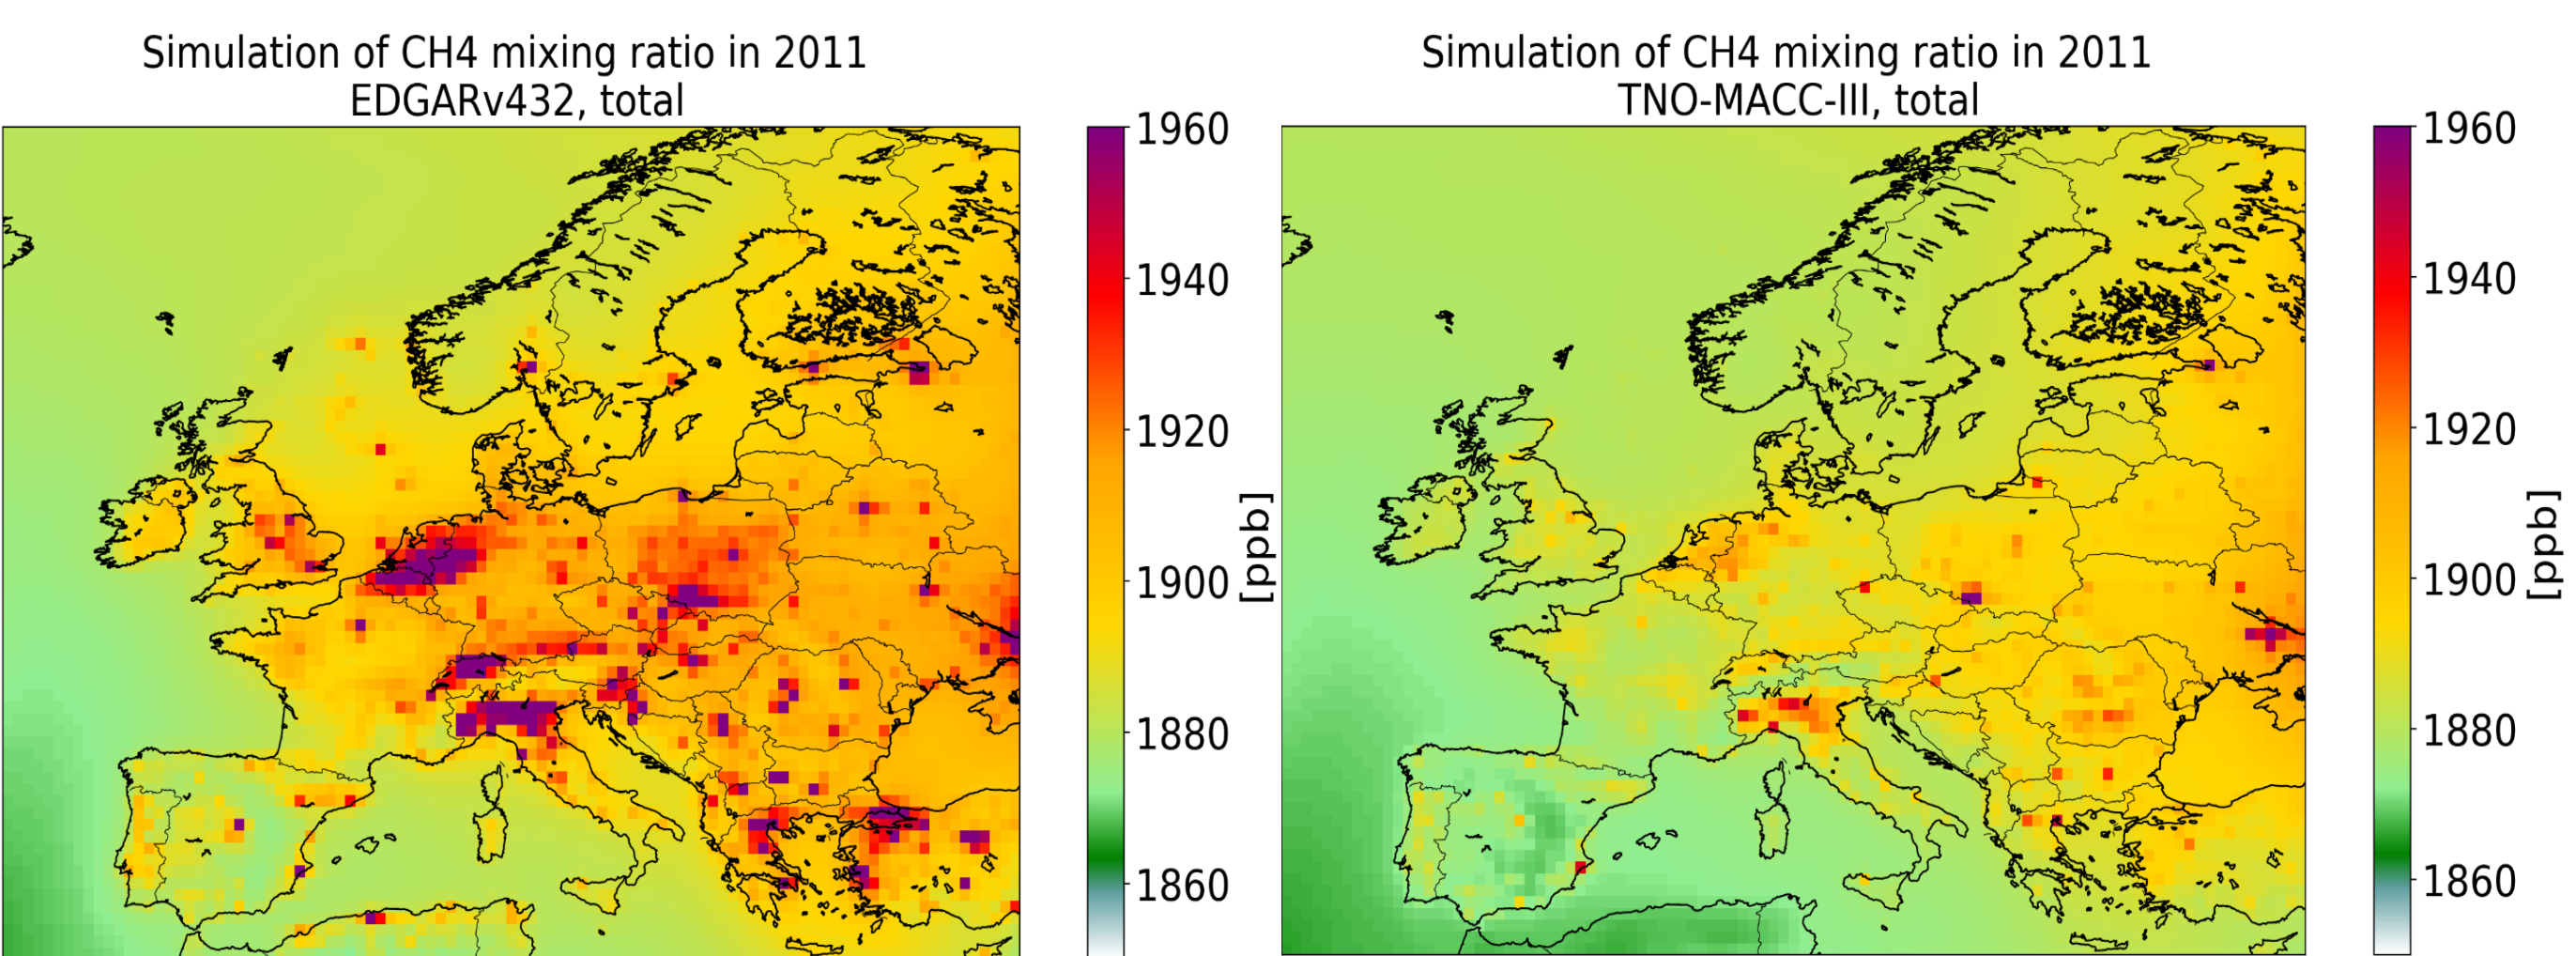 Simulation of CH4 mixing ratio in 2011
EDGARv432, total
1960
1940
1920
1900
1880
1860
[ppb]
Simulation of CH4 mixing ratio in 2011
TNO-MACC-III, total
1960
1940
1920
1900
1880
1860
[ppb]